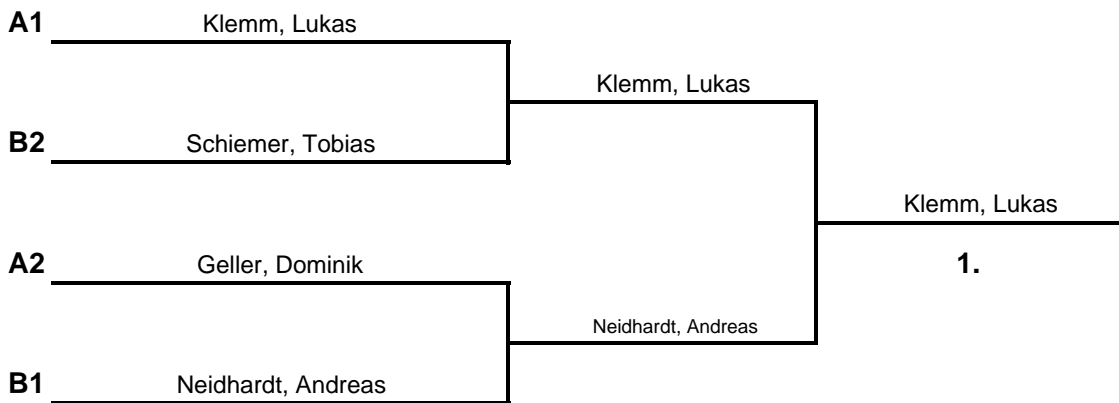 A1 Klemm, Lukas
Klemm, Lukas
B2 Schiemer, Tobias
Klemm, Lukas
A2 Geller, Dominik
1.
Neidhardt, Andreas
B1 Neidhardt, Andreas